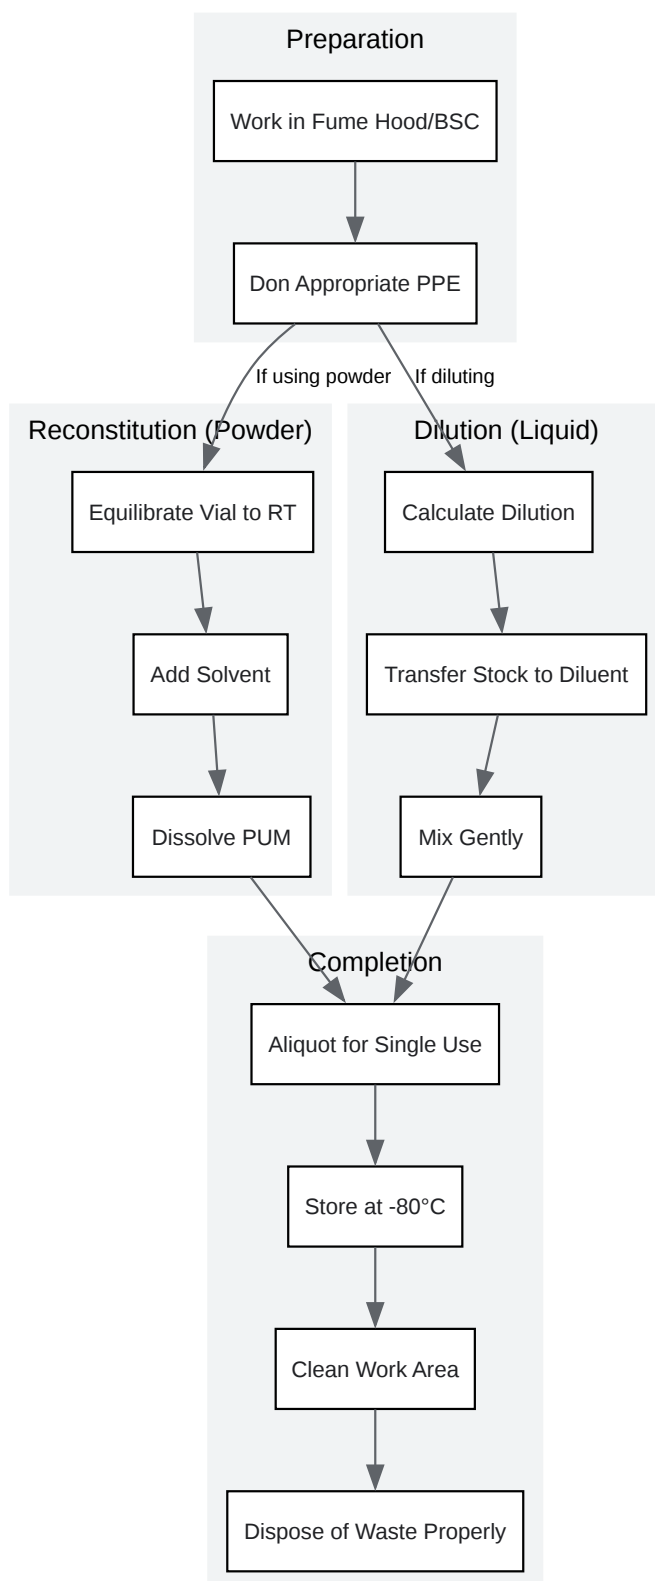 Preparation
Work in Fume Hood/BSC
Don Appropriate PPE
If using powder
If diluting
Reconstitution (Powder)
Dilution (Liquid)
Equilibrate Vial to RT
Calculate Dilution
Add Solvent
Transfer Stock to Diluent
Dissolve PUM
Mix Gently
Completion
Aliquot for Single Use
Store at -80°C
Clean Work Area
Dispose of Waste Properly